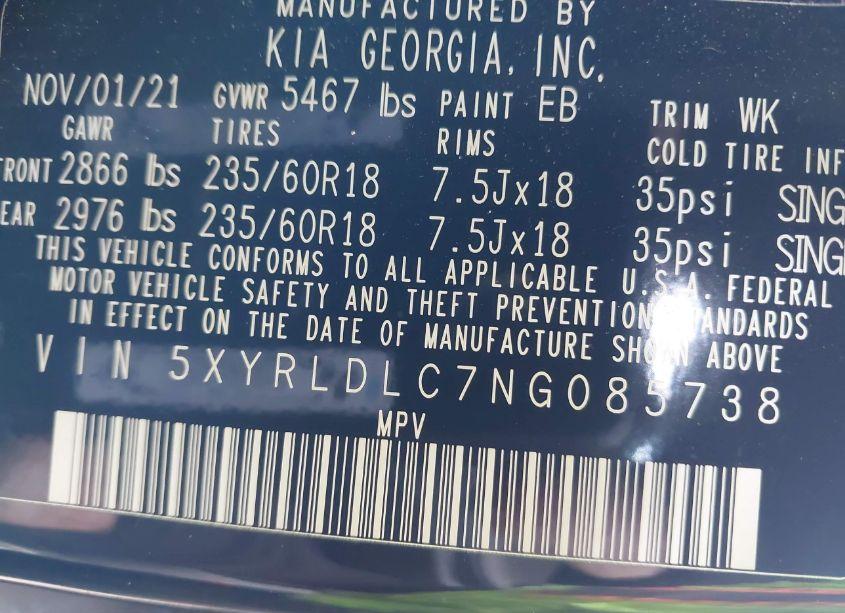 MANUFACTURED BY
KIA GEORGIA, INC.
NOV/01/21 GVWR 5467 lbs PAINT EB TRIM WK
GAWR TIRES RIMS COLD TIRE INF
RONT 2866 lbs 235/60R18 7.5Jx18 35psi SING
EAR 2976 lbs 235/60R18 7.5Jx18 35psi SING
THIS VEHICLE CONFORMS TO ALL APPLICABLE U.S.A. FEDERAL
MOTOR VEHICLE SAFETY AND THEFT PREVENTION STANDARDS
IN EFFECT ON THE DATE OF MANUFACTURE SHOWN ABOVE
VIN 5XYRLDLC7NG085738
MPV